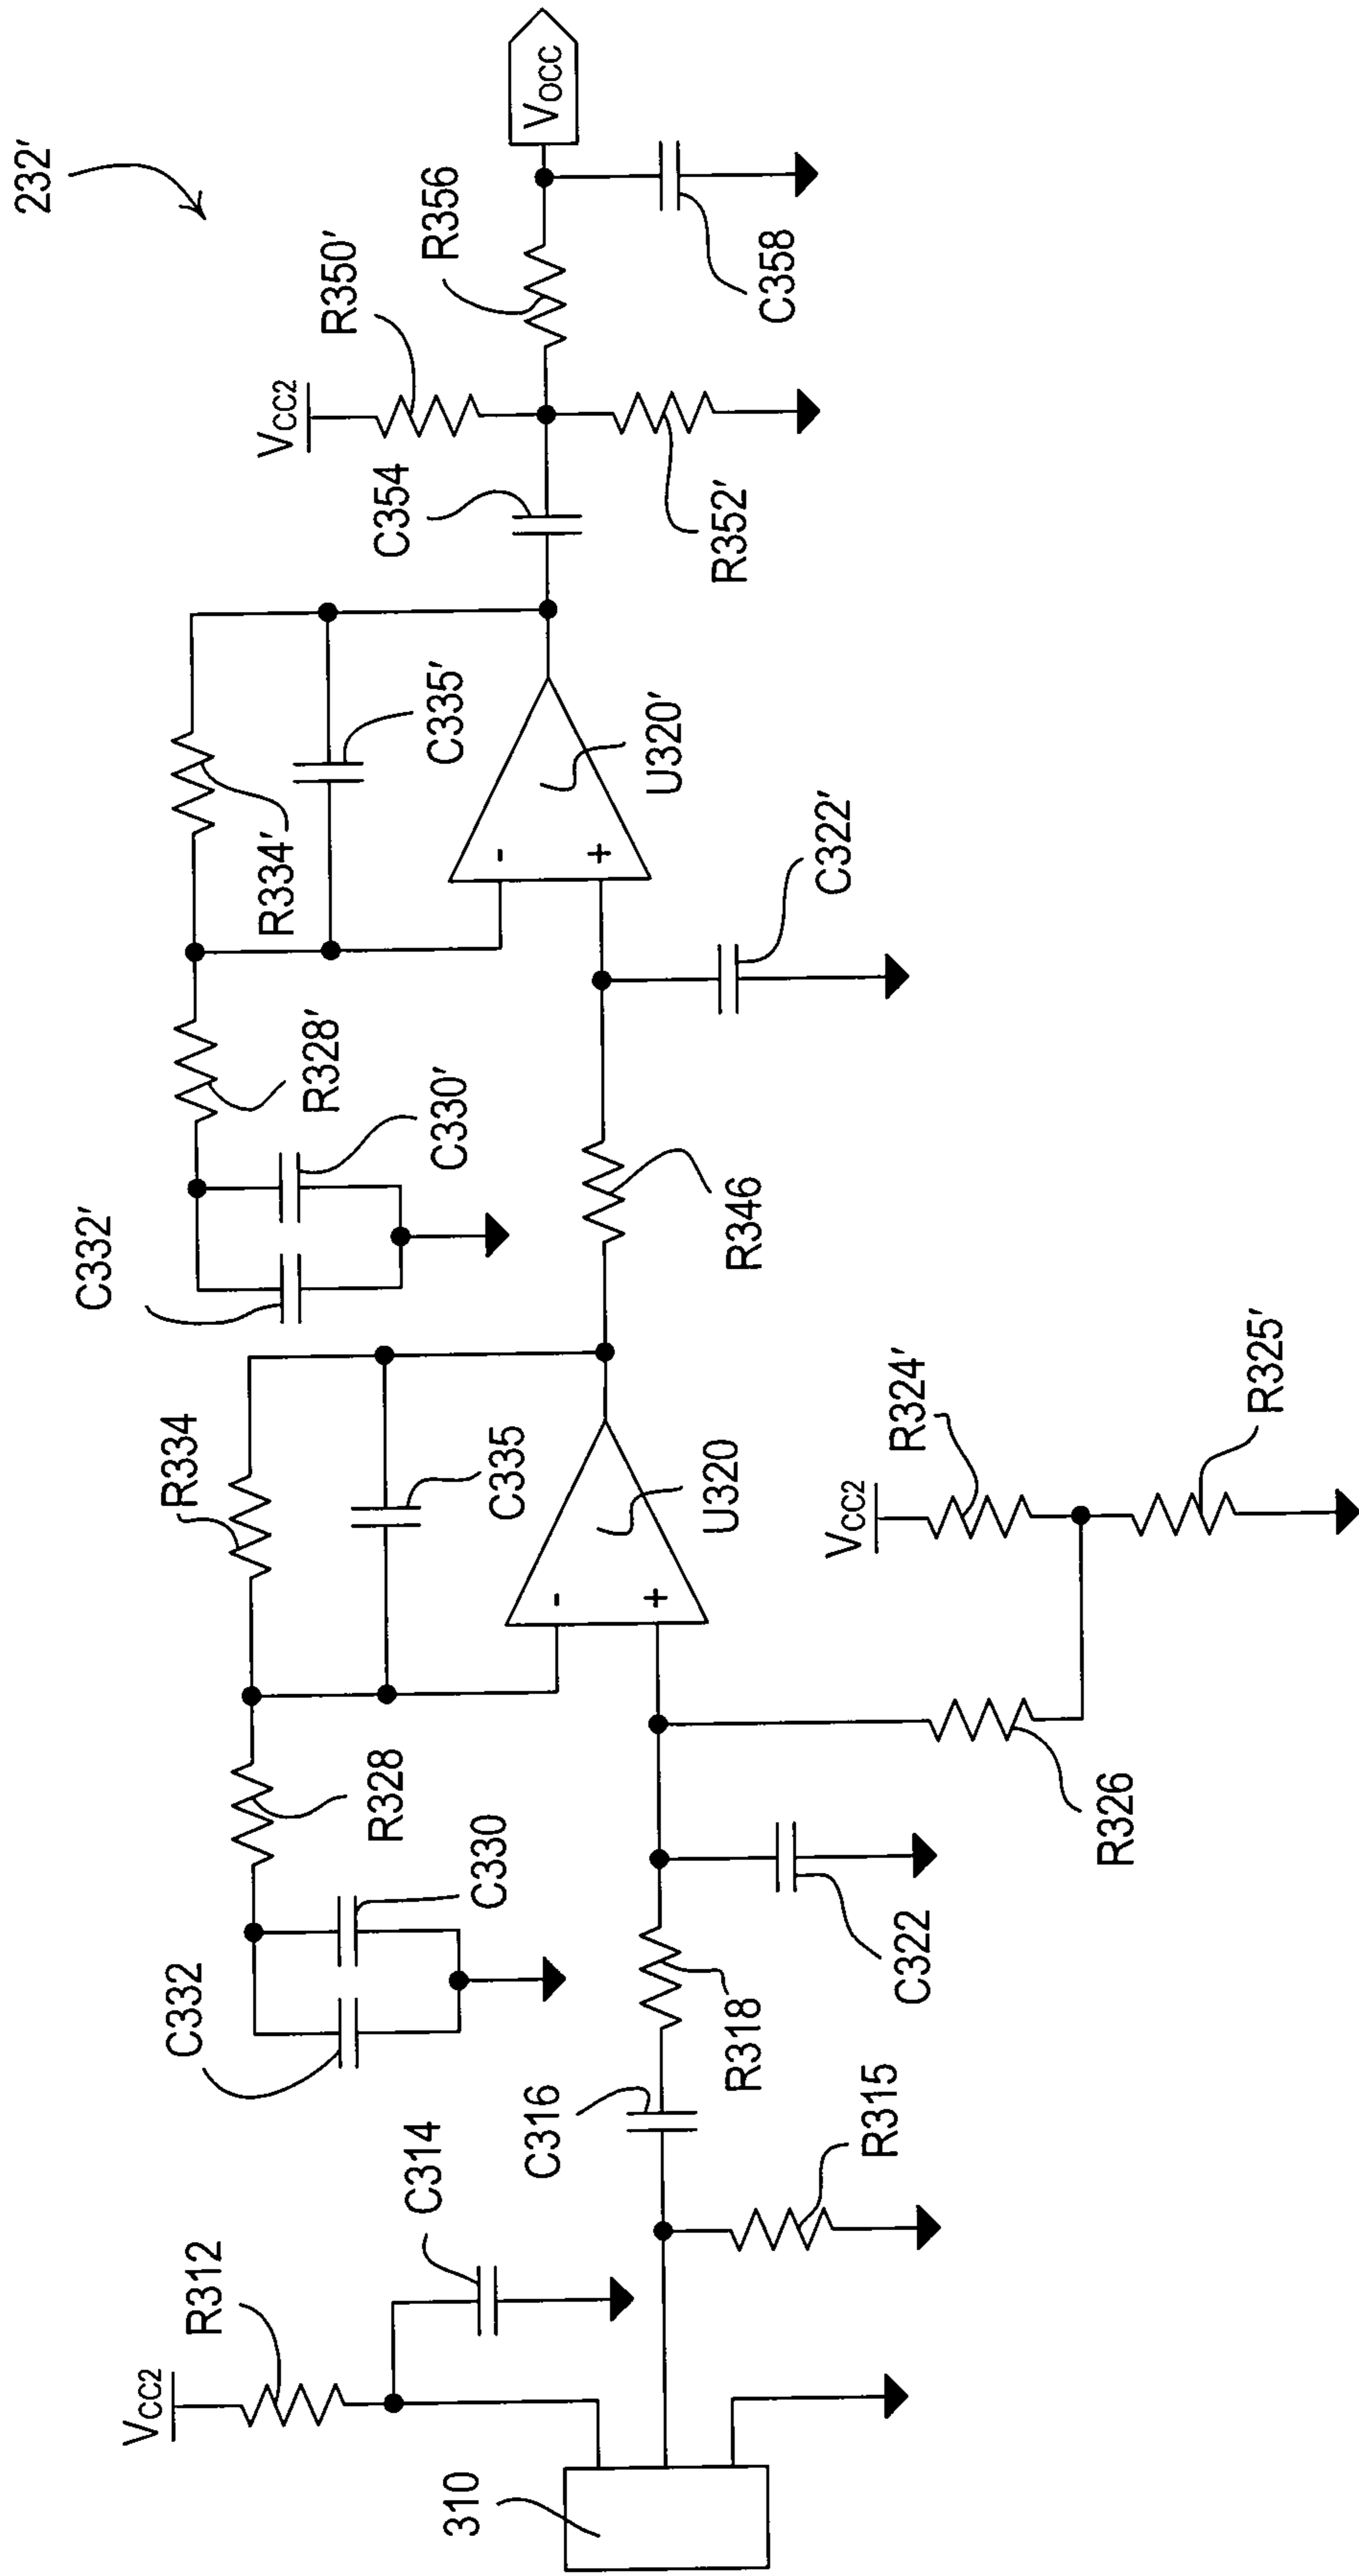 232'
VCC2
R312
C314
310
R315
C316
R318
C322
C332
C330
R328
R334
C335
-
+
U320
R326
VCC2
R324'
R325'
R346
C332'
C330'
R328'
R334'
C335'
-
+
U320'
C322'
C354
VCC2
R350'
R352'
R356
C358
VOCC